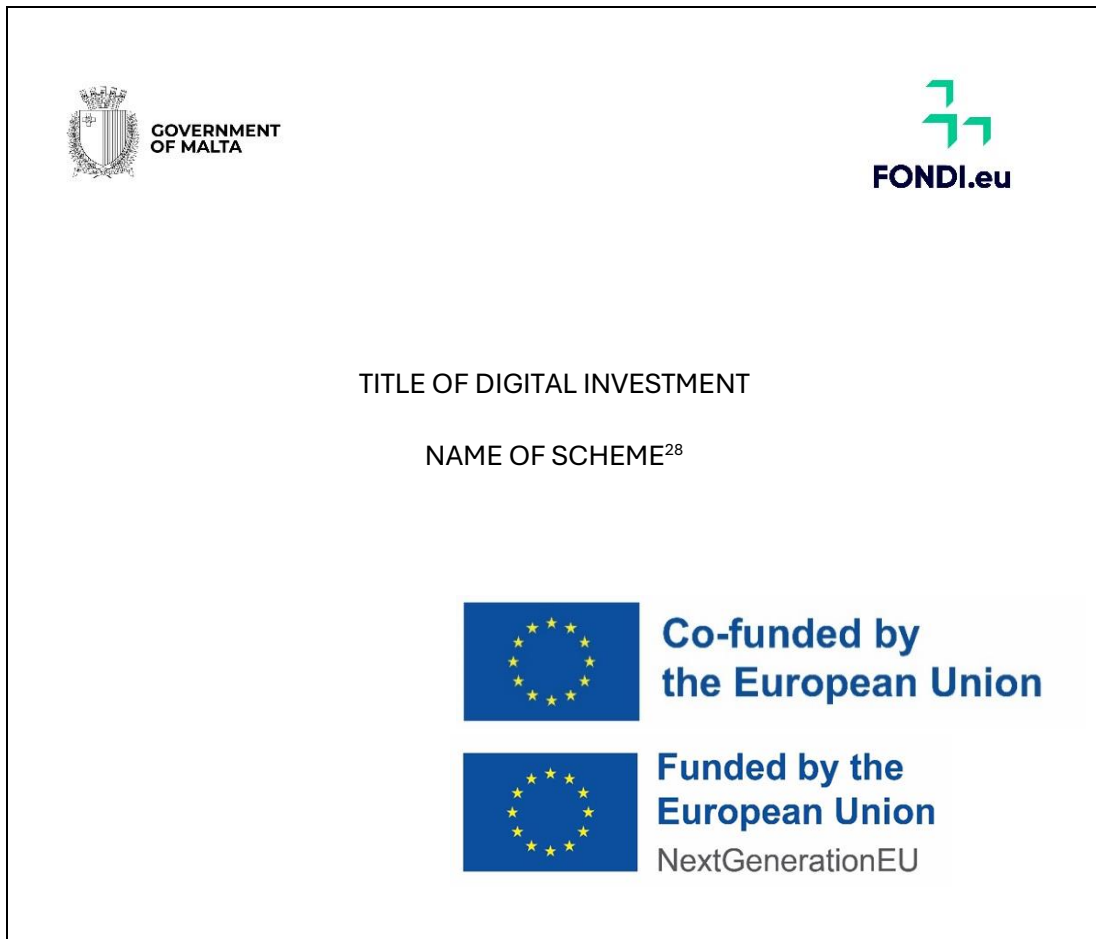 GOVERNMENT
OF MALTA
FONDI.eu
TITLE OF DIGITAL INVESTMENT
NAME OF SCHEME²⁸
Co-funded by
the European Union
Funded by the
European Union
NextGenerationEU